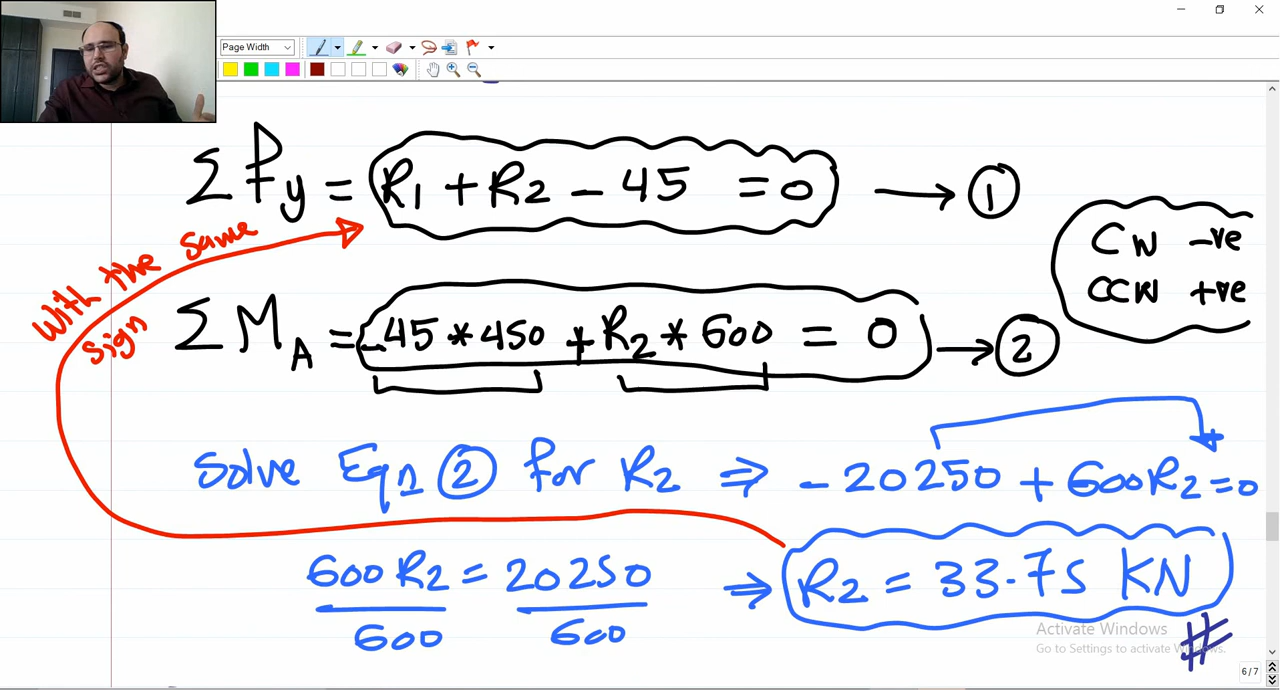 Page Width
ΣFy = R1 + R2 - 45 = 0 → ①
With the same sign
CW -ve
CCW +ve
ΣMA = -45 * 450 + R2 * 600 = 0 → ②
Solve Eqn ② for R2 ⇒ -20250 + 600R2 = 0
600R2 = 20250 ⇒ R2 = 33.75 KN
600 600
#
Activate Windows
Go to Settings to activate Windows.
6/7